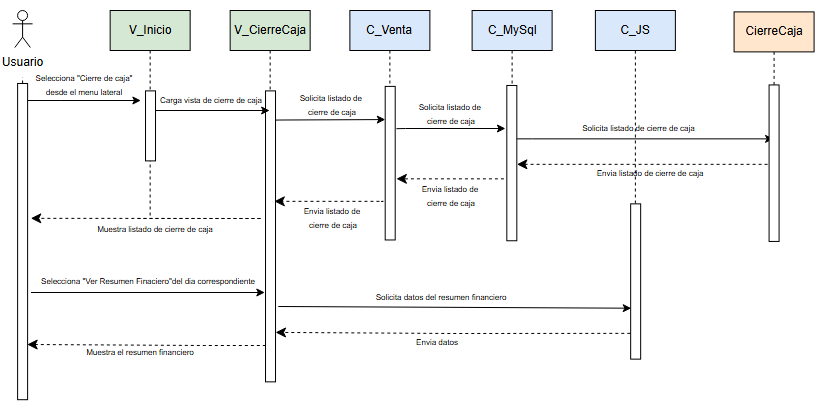 V_Inicio
V_CierreCaja
C_Venta
C_MySql
C_JS
CierreCaja
Usuario
Selecciona "Cierre de caja"
desde el menu lateral
Carga vista de cierre de caja
Solicita listado de
cierre de caja
Solicita listado de
cierre de caja
Solicita listado de cierre de caja
Envia listado de cierre de caja
Envia listado de
cierre de caja
Envia listado de
cierre de caja
Muestra listado de cierre de caja
Selecciona "Ver Resumen Finaciero"del dia correspondiente
Solicita datos del resumen financiero
Envia datos
Muestra el resumen financiero